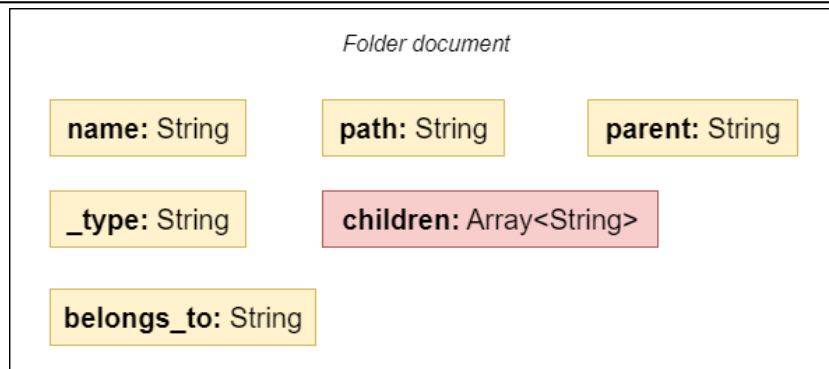 Folder document
name: String
path: String
parent: String
_type: String
children: Array<String>
belongs_to: String